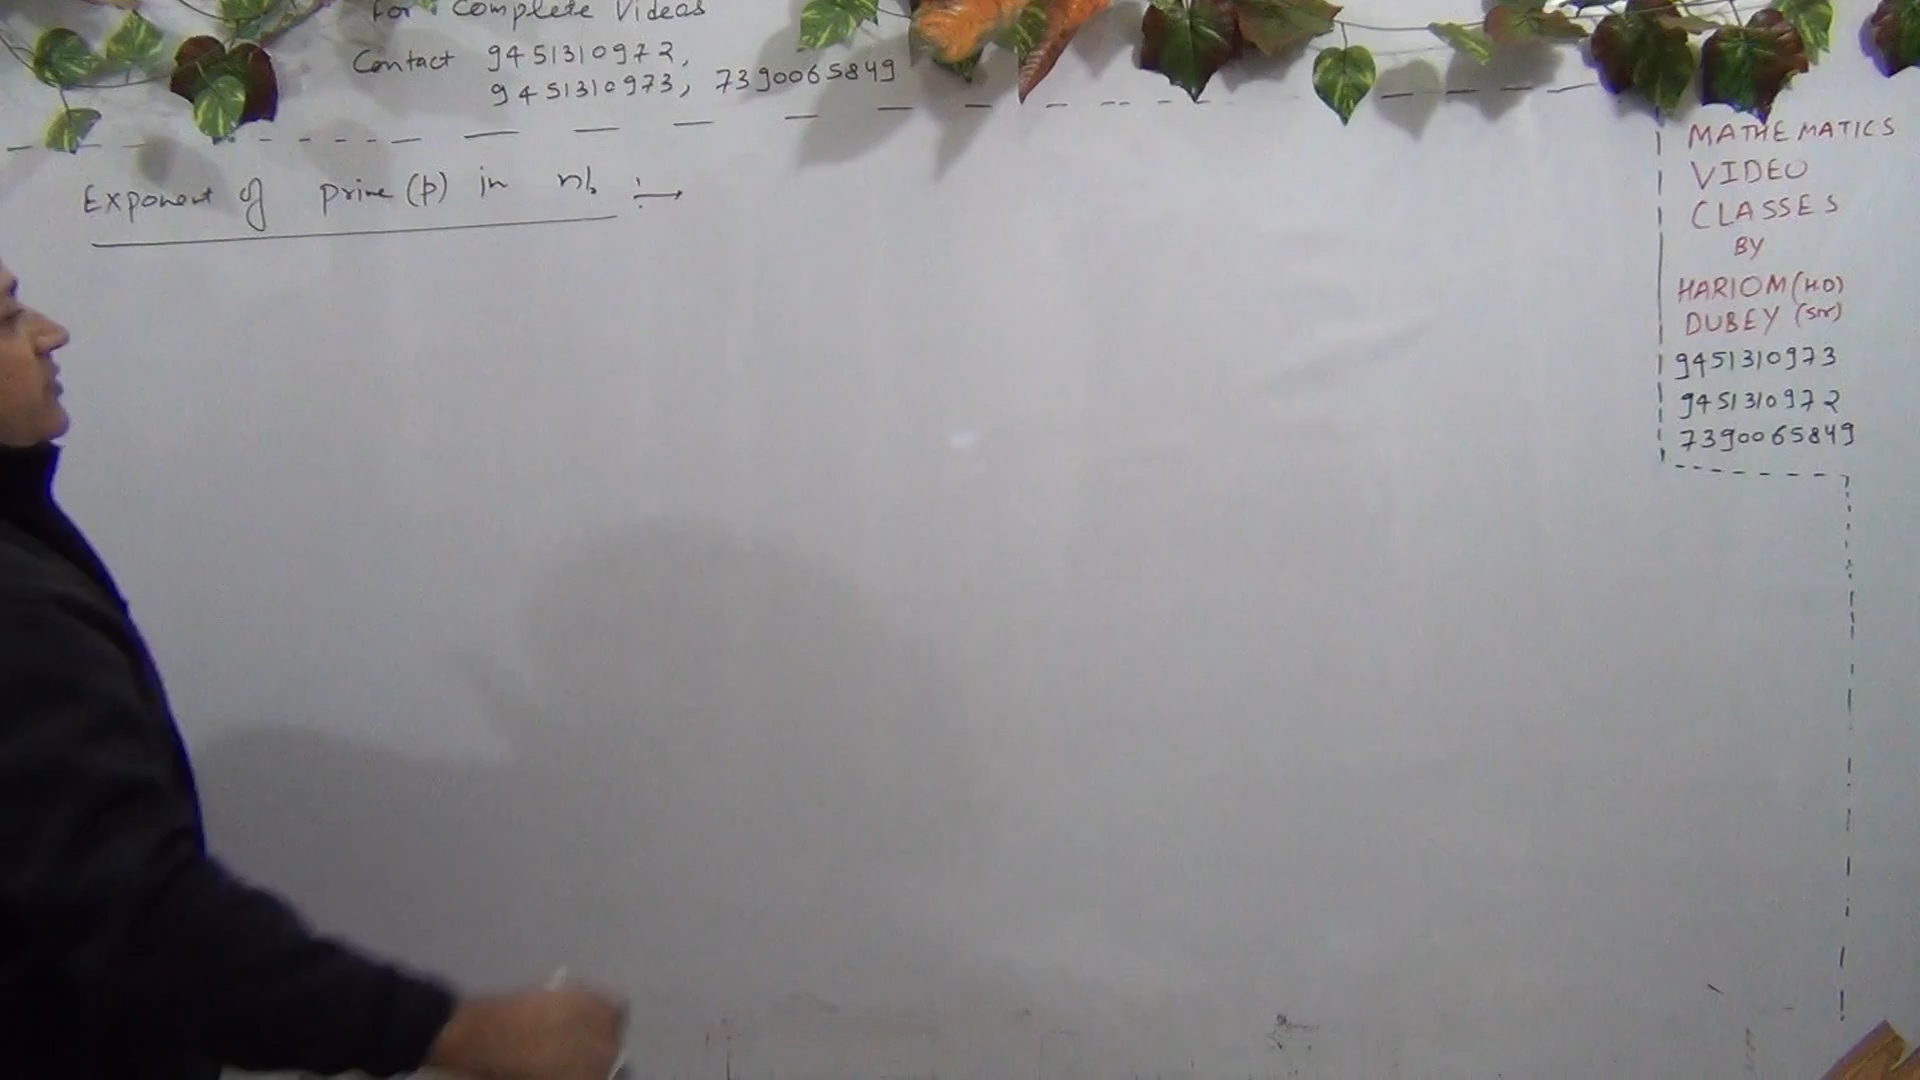 For Complete Videos
Contact 9451310972,
9451310973, 7390065849
Exponent of prime (p) in n!
MATHEMATICS
VIDEO
CLASSES
BY
HARIOM (H.D)
DUBEY (Sir)
9451310973
9451310972
7390065849